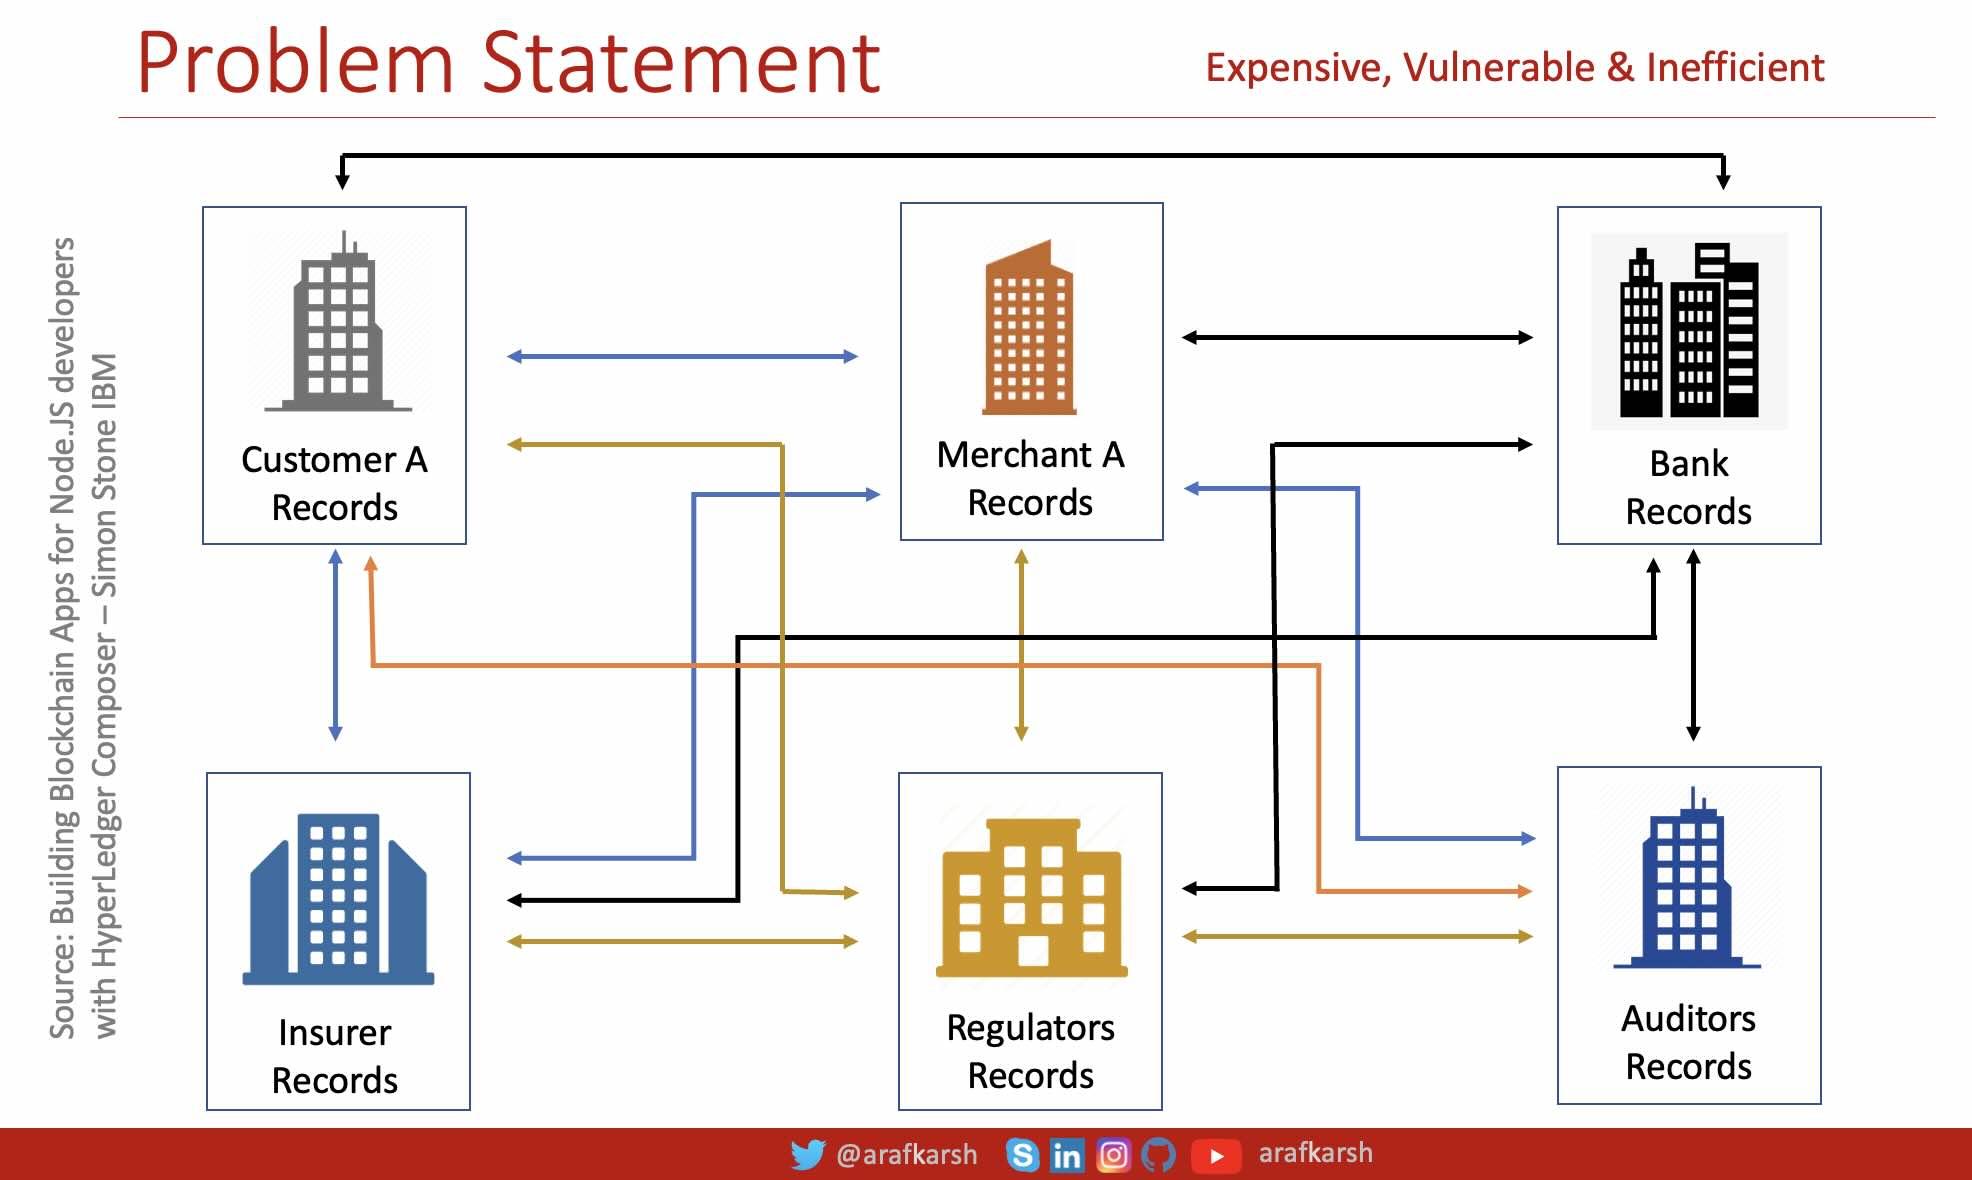 Problem Statement
Expensive, Vulnerable & Inefficient
Source: Building Blockchain Apps for Node.JS developers
with HyperLedger Composer – Simon Stone IBM
Customer A
Records
Merchant A
Records
Bank
Records
Insurer
Records
Regulators
Records
Auditors
Records
@arafkarsh
arafkarsh